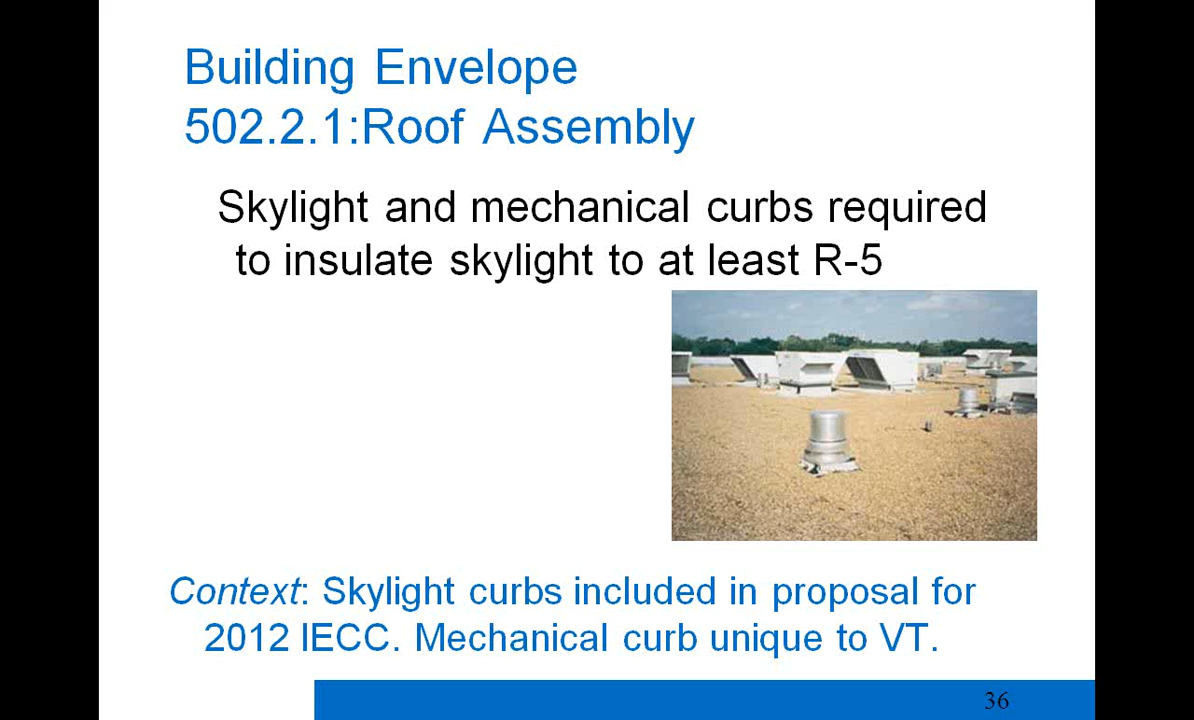 Building Envelope
502.2.1:Roof Assembly
Skylight and mechanical curbs required
to insulate skylight to at least R-5
Context: Skylight curbs included in proposal for
2012 IECC. Mechanical curb unique to VT.
36